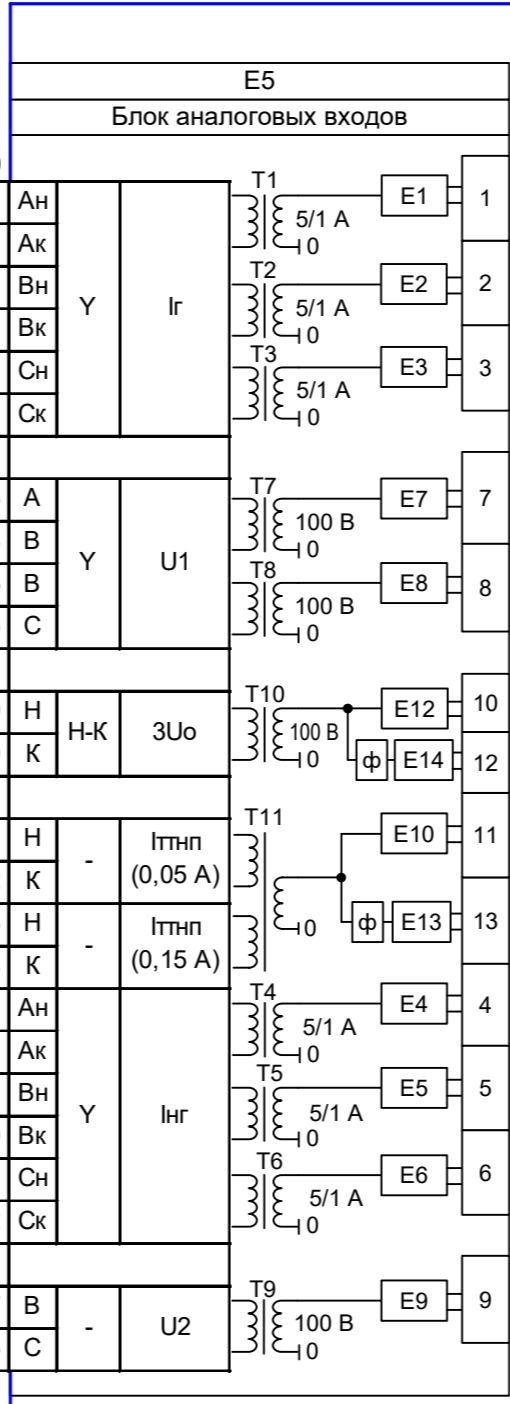 E5
Блок аналоговых входов
Ан
Ак
Вн
Вк
Сн
Ск
Y
Iг
T1
5/1 А
0
E1
1
T2
5/1 А
0
E2
2
T3
5/1 А
0
E3
3
А
В
В
С
Y
U1
T7
100 В
0
E7
7
T8
100 В
0
E8
8
Н
К
Н-К
3Uо
T10
100 В
0
E12
10
ф
E14
12
Н
К
-
Iттнп
(0,05 А)
Н
К
-
Iттнп
(0,15 А)
T11
0
E10
11
ф
E13
13
Ан
Ак
Вн
Вк
Сн
Ск
Y
Iнг
T4
5/1 А
0
E4
4
T5
5/1 А
0
E5
5
T6
5/1 А
0
E6
6
В
С
-
U2
T9
100 В
0
E9
9